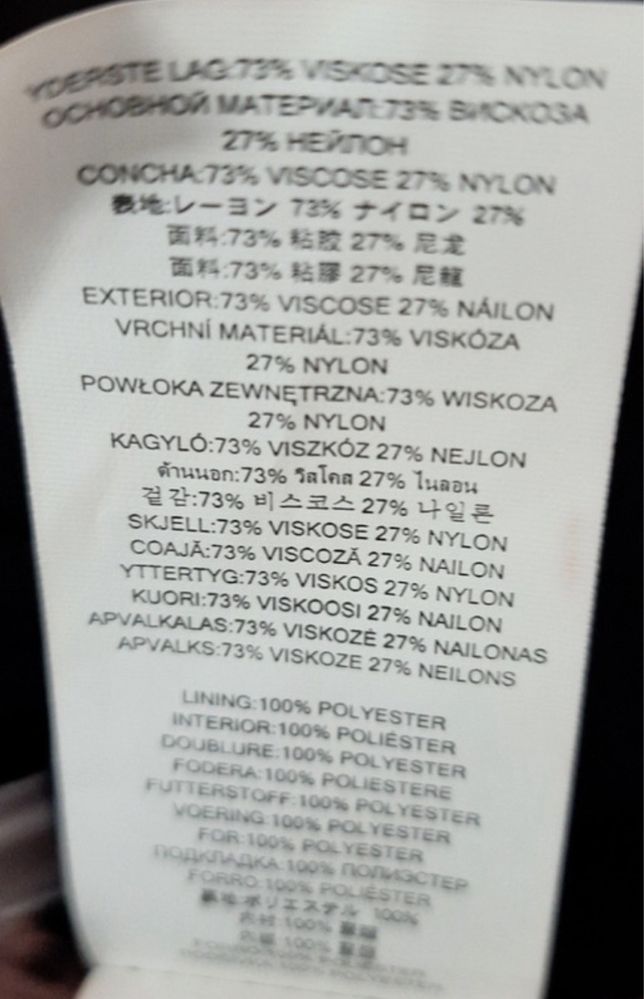 YDERSTE LAG:73% VISKOSE 27% NYLON
ОСНОВНОЙ МАТЕРИАЛ:73% ВИСКОЗА
27% НЕЙЛОН
CONCHA:73% VISCOSE 27% NYLON
表地:レーヨン 73% ナイロン 27%
面料:73% 粘胶 27% 尼龙
面料:73% 粘膠 27% 尼龍
EXTERIOR:73% VISCOSE 27% NÁILON
VRCHNÍ MATERIÁL:73% VISKÓZA
27% NYLON
POWŁOKA ZEWNĘTRZNA:73% WISKOZA
27% NYLON
KAGYLÓ:73% VISZKÓZ 27% NEJLON
ด้านนอก:73% วิสโคส 27% ไนลอน
겉감:73% 비스코스 27% 나일론
SKJELL:73% VISKOSE 27% NYLON
COAJĂ:73% VISCOZĂ 27% NAILON
YTTERTYG:73% VISKOS 27% NYLON
KUORI:73% VISKOOSI 27% NAILON
APVALKALAS:73% VISKOZĖ 27% NAILONAS
APVALKS:73% VISKOZE 27% NEILONS
LINING:100% POLYESTER
INTERIOR:100% POLIÉSTER
DOUBLURE:100% POLYESTER
FODERA:100% POLIESTERE
FUTTERSTOFF:100% POLYESTER
VOERING:100% POLYESTER
FOR:100% POLYESTER
ПОДКЛАДКА:100% ПОЛИЭСТЕР
FORRO:100% POLIÉSTER
裏地:ポリエステル 100%
100%
100%